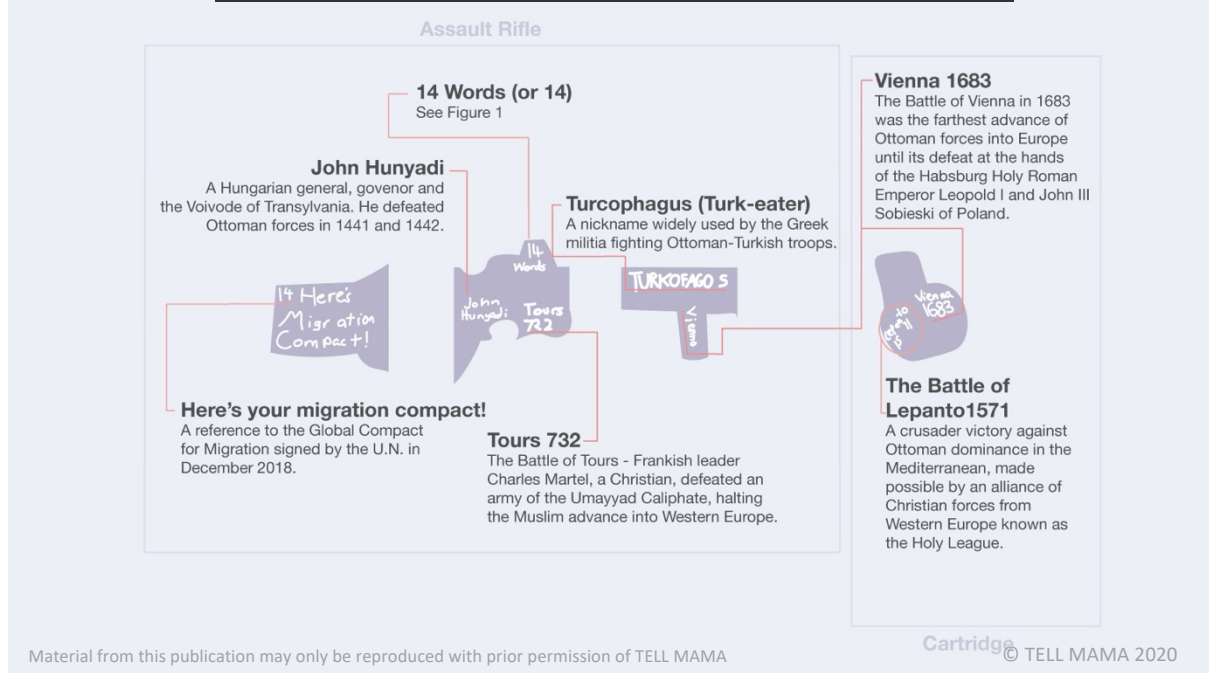 Assault Rifle
14 Words (or 14)
See Figure 1
John Hunyadi
A Hungarian general, govenor and
the Voivode of Transylvania. He defeated
Ottoman forces in 1441 and 1442.
Turcophagus (Turk-eater)
A nickname widely used by the Greek
militia fighting Ottoman-Turkish troops.
14 Here's
Migration
Compact!
14
Words
John
Hunyadi
Tours
732
TURKOFAGOS
Vienna
Here's your migration compact!
A reference to the Global Compact
for Migration signed by the U.N. in
December 2018.
Tours 732
The Battle of Tours - Frankish leader
Charles Martel, a Christian, defeated an
army of the Umayyad Caliphate, halting
the Muslim advance into Western Europe.
Vienna 1683
The Battle of Vienna in 1683
was the farthest advance of
Ottoman forces into Europe
until its defeat at the hands
of the Habsburg Holy Roman
Emperor Leopold I and John III
Sobieski of Poland.
Vienna
1683
The Battle of
Lepanto1571
A crusader victory against
Ottoman dominance in the
Mediterranean, made
possible by an alliance of
Christian forces from
Western Europe known as
the Holy League.
Cartridge
Material from this publication may only be reproduced with prior permission of TELL MAMA
© TELL MAMA 2020